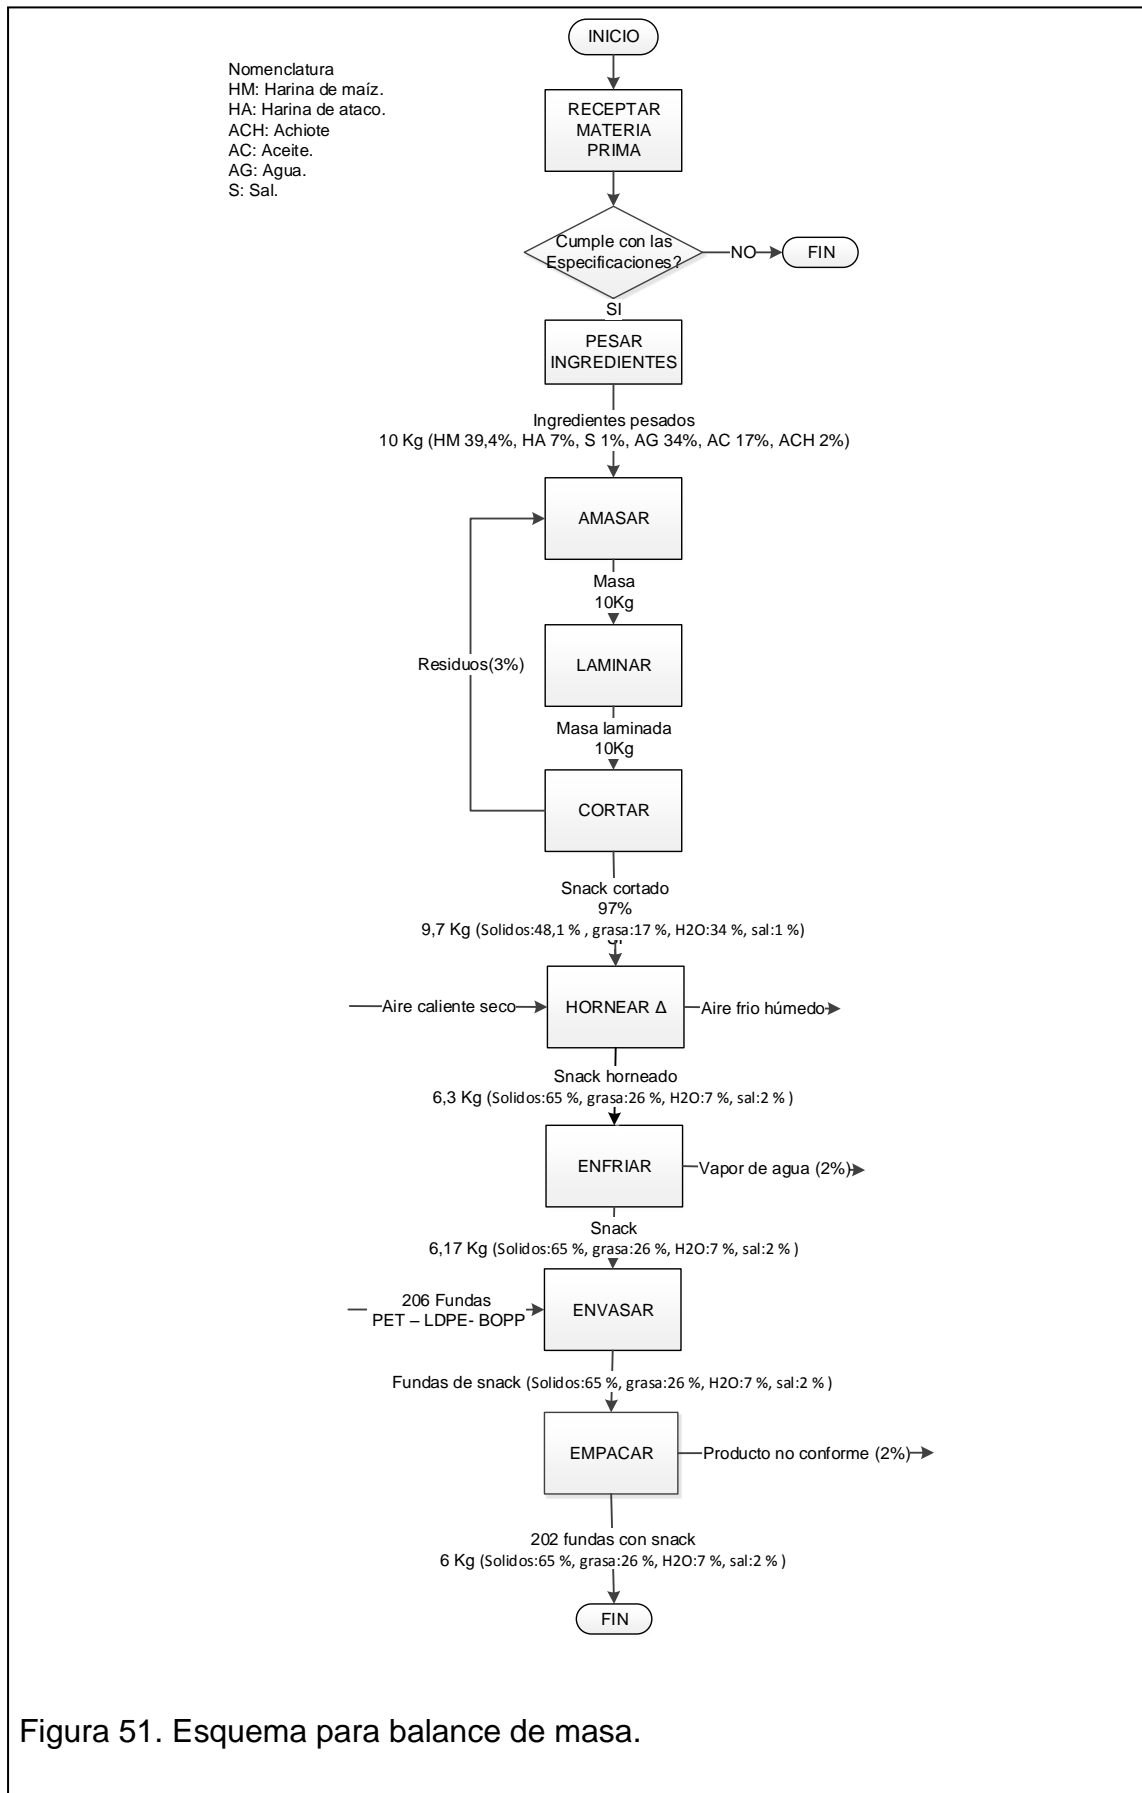 INICIO
Nomenclatura
HM: Harina de maíz.
HA: Harina de ataco.
ACH: Achiote
AC: Aceite.
AG: Agua.
S: Sal.
RECEPTAR
MATERIA
PRIMA
Cumple con las
Especificaciones?
NO
FIN
SI
PESAR
INGREDIENTES
Ingredientes pesados
10 Kg (HM 39,4%, HA 7%, S 1%, AG 34%, AC 17%, ACH 2%)
AMASAR
Masa
10Kg
Residuos(3%)
LAMINAR
Masa laminada
10Kg
CORTAR
Snack cortado
97%
9,7 Kg (Solidos:48,1 % , grasa:17 %, H2O:34 %, sal:1 %)
Aire caliente seco
HORNEAR Δ
Aire frio húmedo
Snack horneado
6,3 Kg (Solidos:65 %, grasa:26 %, H2O:7 %, sal:2 % )
ENFRIAR
Vapor de agua (2%)
Snack
6,17 Kg (Solidos:65 %, grasa:26 %, H2O:7 %, sal:2 % )
206 Fundas
PET – LDPE- BOPP
ENVASAR
Fundas de snack (Solidos:65 %, grasa:26 %, H2O:7 %, sal:2 % )
EMPACAR
Producto no conforme (2%)
202 fundas con snack
6 Kg (Solidos:65 %, grasa:26 %, H2O:7 %, sal:2 % )
FIN
Figura 51. Esquema para balance de masa.